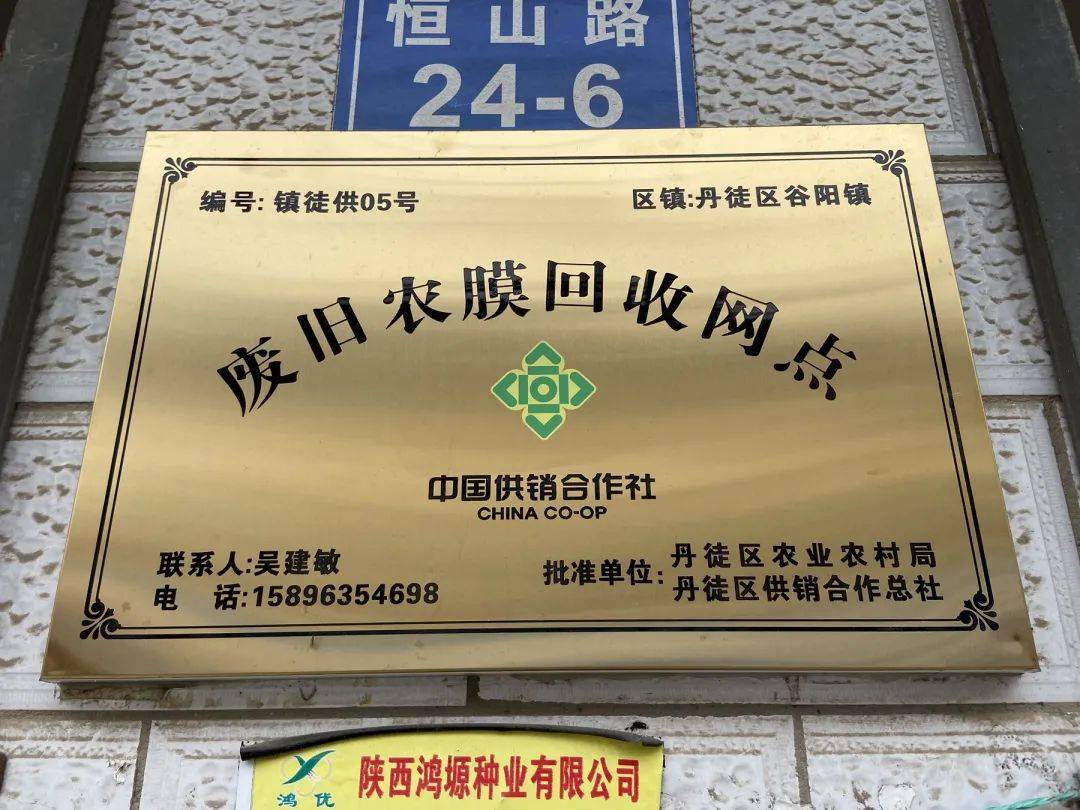 恒山路
24-6
编号: 镇徒供05号
区镇:丹徒区谷阳镇
废旧农膜回收网点
中国供销合作社
CHINA CO-OP
联系人:吴建敏
电 话:15896354698
批准单位:
丹徒区农业农村局
丹徒区供销合作总社
鸿优
陕西鸿塬种业有限公司